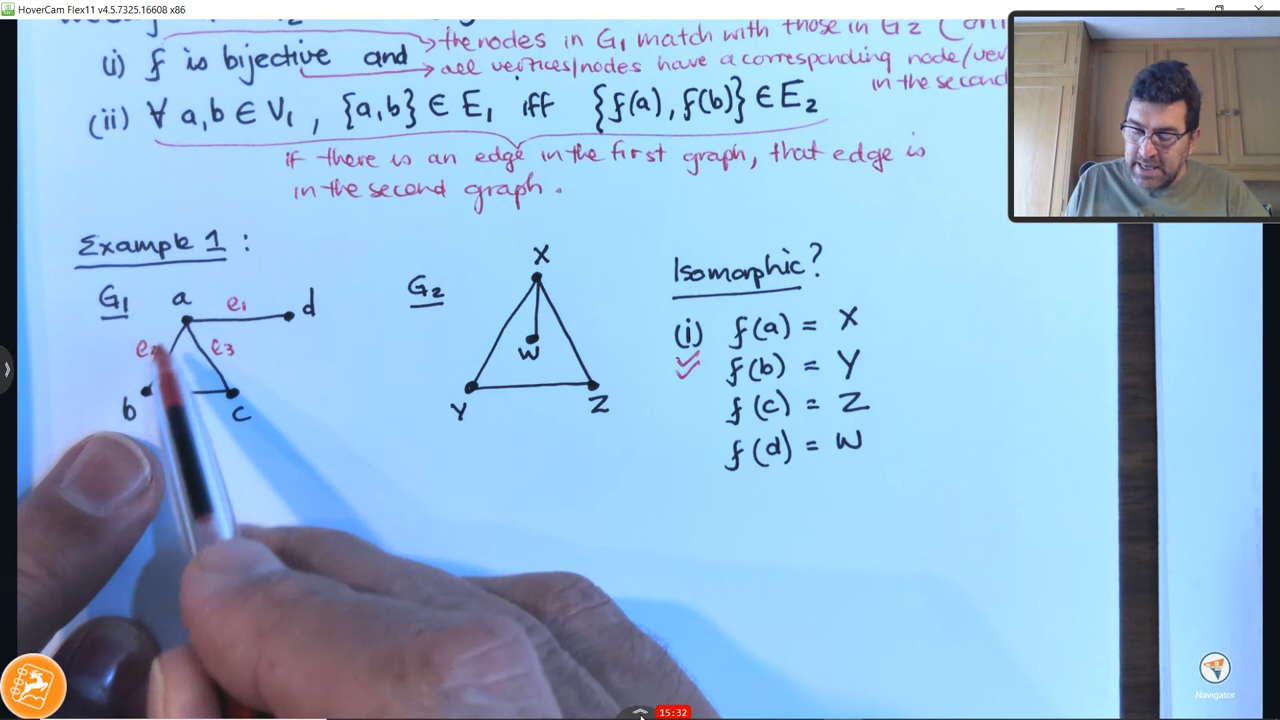 HoverCam Flex11 v4.5.7325.16608 x86
the nodes in G1 match with those in G2
(i) f is bijective and
all vertices/nodes have a corresponding node/ver
in the second
(ii) ∀ a,b ∈ V1 , {a,b} ∈ E1 iff {f(a), f(b)} ∈ E2
if there is an edge in the first graph, that edge is
in the second graph.
Example 1 :
G1 a e1 d
e3
b c
G2 X
W
Y Z
Isomorphic?
(i) f(a) = X
f(b) = Y
f(c) = Z
f(d) = W
Navigator
15:32